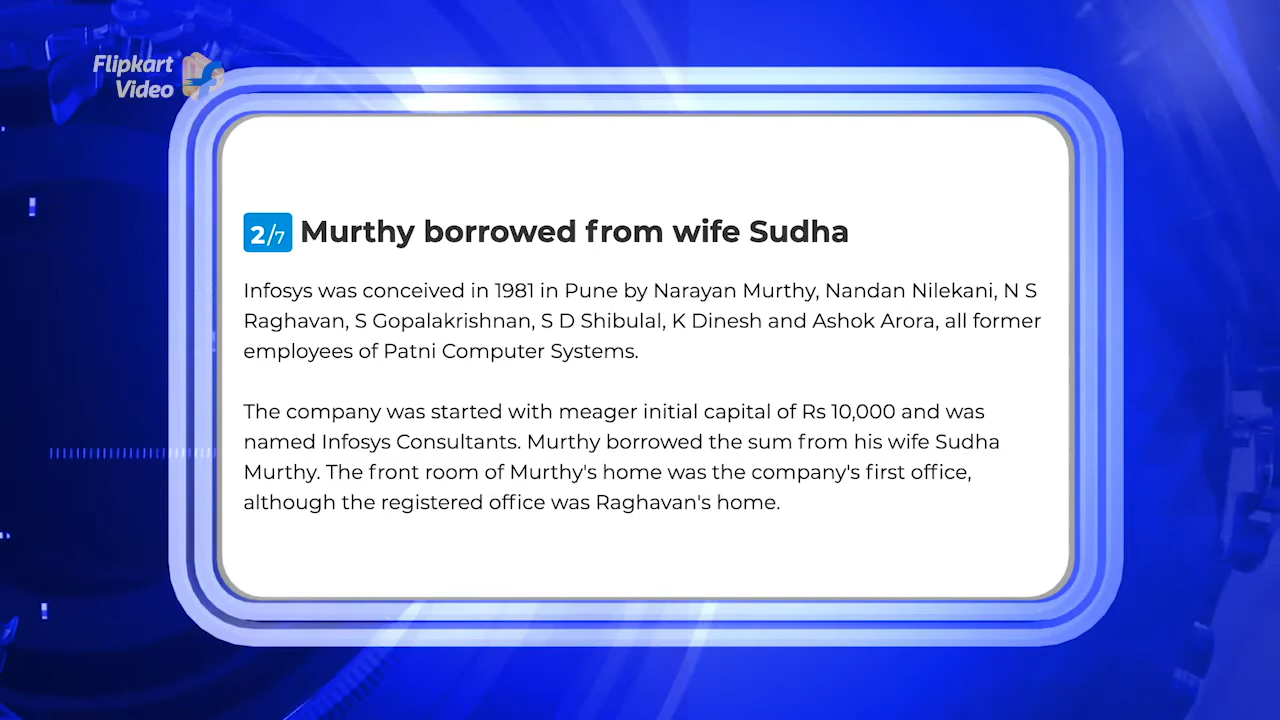 Flipkart
Video
2/7 Murthy borrowed from wife Sudha
Infosys was conceived in 1981 in Pune by Narayan Murthy, Nandan Nilekani, N S
Raghavan, S Gopalakrishnan, S D Shibulal, K Dinesh and Ashok Arora, all former
employees of Patni Computer Systems.
The company was started with meager initial capital of Rs 10,000 and was
named Infosys Consultants. Murthy borrowed the sum from his wife Sudha
Murthy. The front room of Murthy's home was the company's first office,
although the registered office was Raghavan's home.